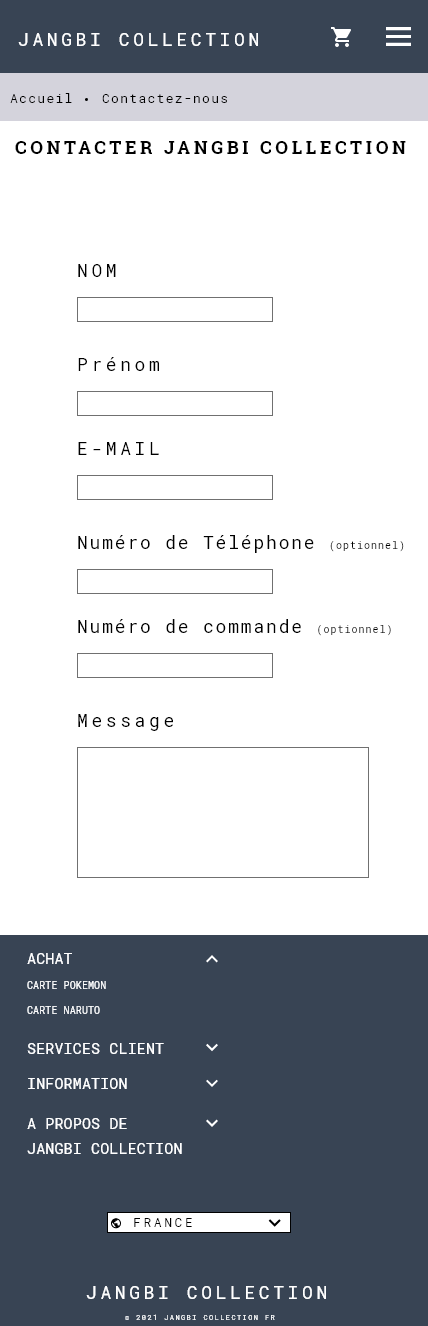 JANGBI COLLECTION
Accueil • Contactez-nous
CONTACTER JANGBI COLLECTION
NOM
Prénom
E-MAIL
Numéro de Téléphone (optionnel)
Numéro de commande (optionnel)
Message
ACHAT
CARTE POKEMON
CARTE NARUTO
SERVICES CLIENT
INFORMATION
A PROPOS DE
JANGBI COLLECTION
FRANCE
JANGBI COLLECTION
© 2021 JANGBI COLLECTION FR